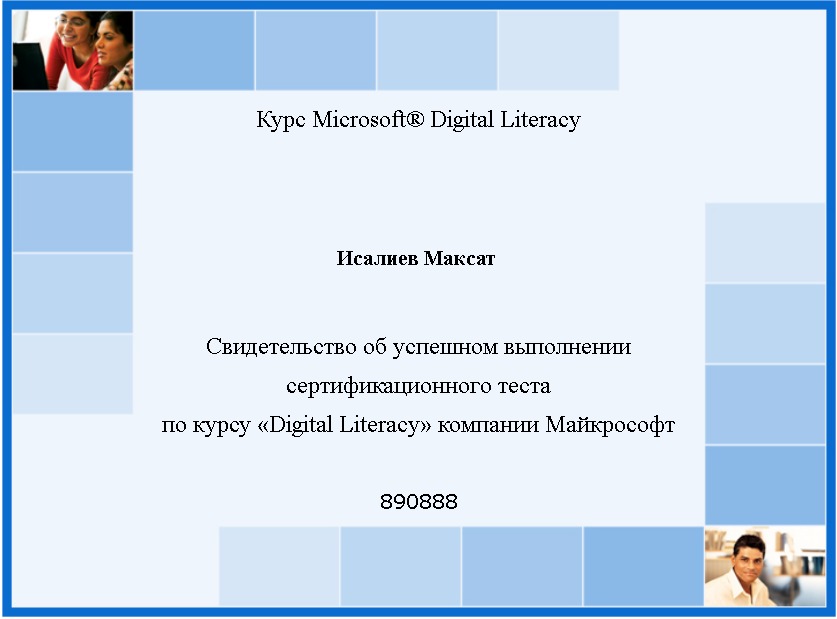 Курс Microsoft® Digital Literacy
Исалиев Максат
Свидетельство об успешном выполнении
сертификационного теста
по курсу «Digital Literacy» компании Майкрософт
890888